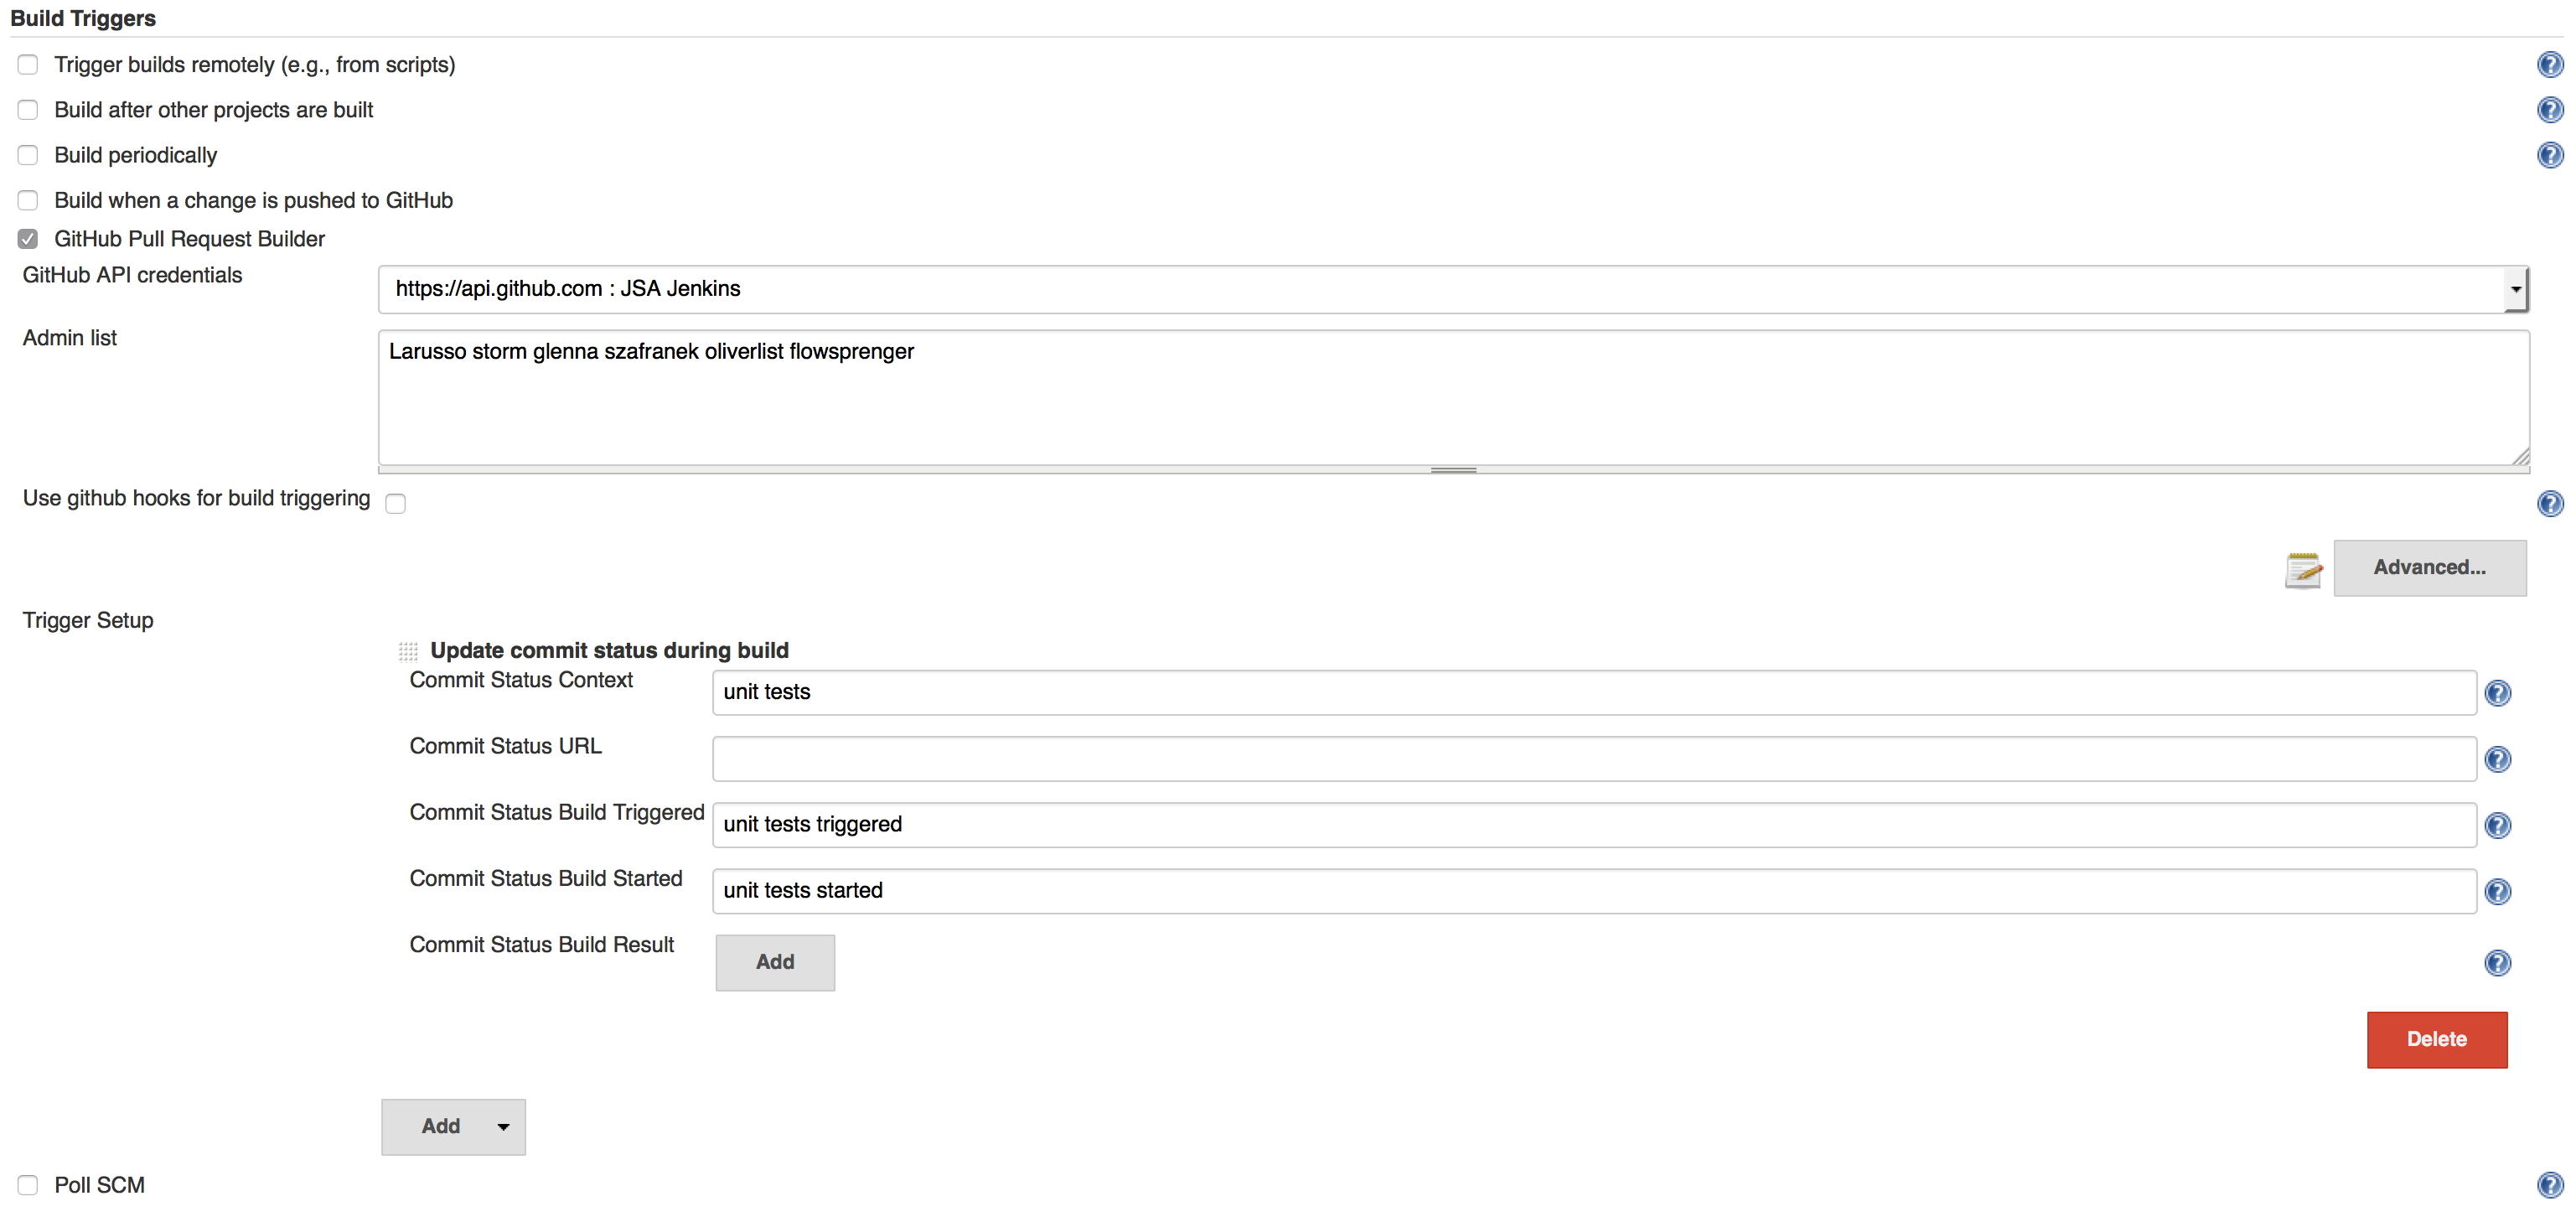 Build Triggers
Trigger builds remotely (e.g., from scripts)
Build after other projects are built
Build periodically
Build when a change is pushed to GitHub
GitHub Pull Request Builder
GitHub API credentials
https://api.github.com : JSA Jenkins
Admin list
Larusso storm glenna szafranek oliverlist flowsprenger
Use github hooks for build triggering
Advanced...
Trigger Setup
Update commit status during build
Commit Status Context
unit tests
Commit Status URL
Commit Status Build Triggered
unit tests triggered
Commit Status Build Started
unit tests started
Commit Status Build Result
Add
Delete
Add
Poll SCM